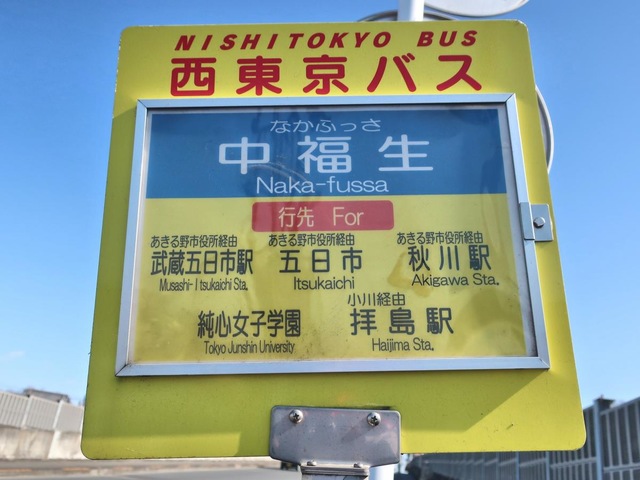 NISHITOKYO BUS
西東京バス
なかふっさ
中福生
Naka-fussa
行先 For
あきる野市役所経由 あきる野市役所経由 あきる野市役所経由
武蔵五日市駅 五日市 秋川駅
Musashi-Itsukaichi Sta. Itsukaichi Akigawa Sta.
小川経由
純心女子学園 拝島駅
Tokyo Junshin University Haijima Sta.